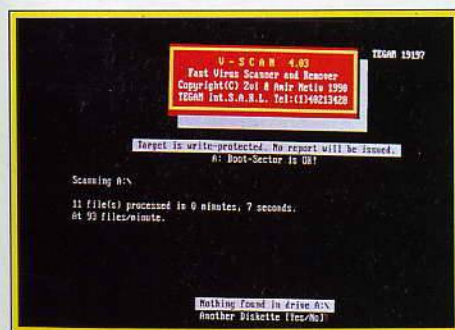 V-SCAN 4.03
TEGAM 19197
Fast Virus Scanner and Remover
Copyright(C) Zvi & Amir Metiv 1990
TEGAM Int.S.A.R.L. Tel:(1)40213428
Target is write-protected. No report will be issued.
A: Boot-Sector is OK!
Scanning A:\
11 file(s) processed in 0 minutes, 7 seconds.
At 93 files/minute.
Nothing found in drive A:\
Another Diskette [Yes/No]